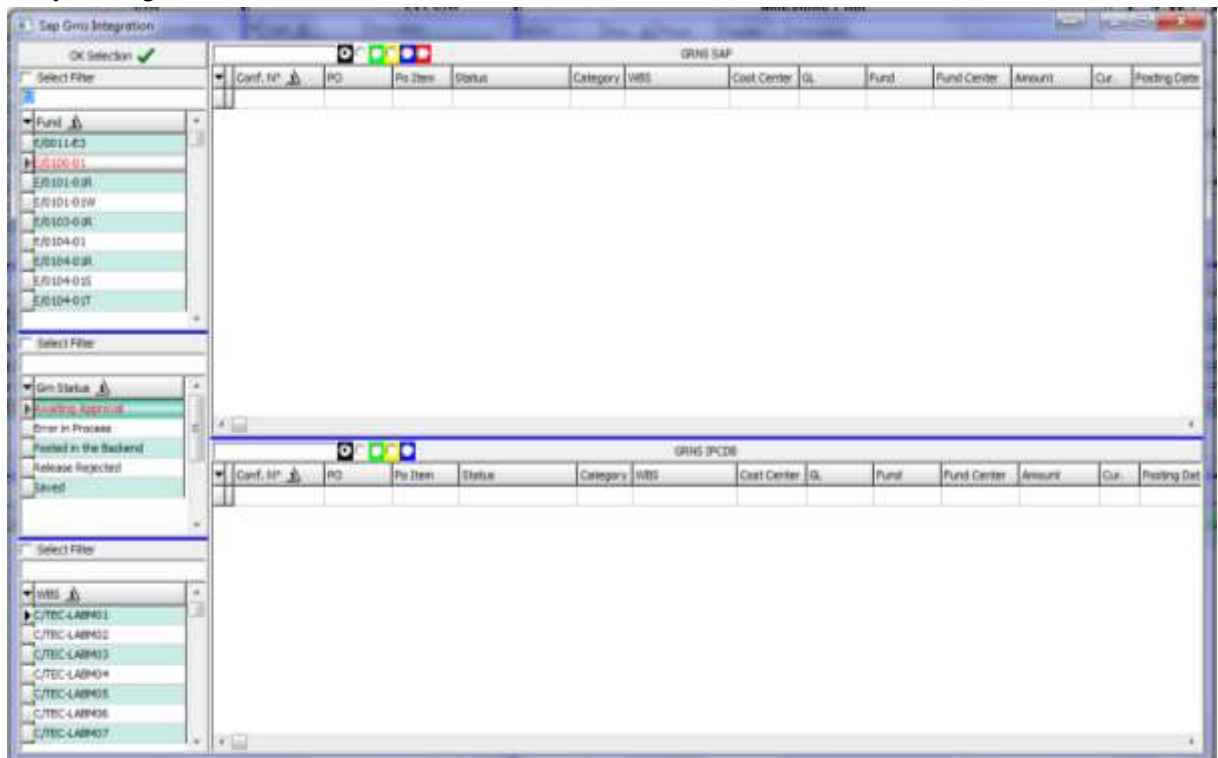 Sap Grns Integration
OK Selection
Select Filter
Fund
E/0011-E3
E/0100-01
E/0101-01R
E/0101-01W
E/0103-01R
E/0104-01
E/0104-01R
E/0104-01S
E/0104-01T
Select Filter
Grn Status
Awaiting Approval
Error in Process
Posted in the Backend
Release Rejected
Saved
Select Filter
WBS
C/TEC-LABM01
C/TEC-LABM02
C/TEC-LABM03
C/TEC-LABM04
C/TEC-LABM05
C/TEC-LABM06
C/TEC-LABM07
GRNS SAP
Conf. N° PO Po Item Status Category WBS Cost Center GL Fund Fund Center Amount Cur. Posting Date
GRNS IPCDB
Conf. N° PO Po Item Status Category WBS Cost Center GL Fund Fund Center Amount Cur. Posting Dat